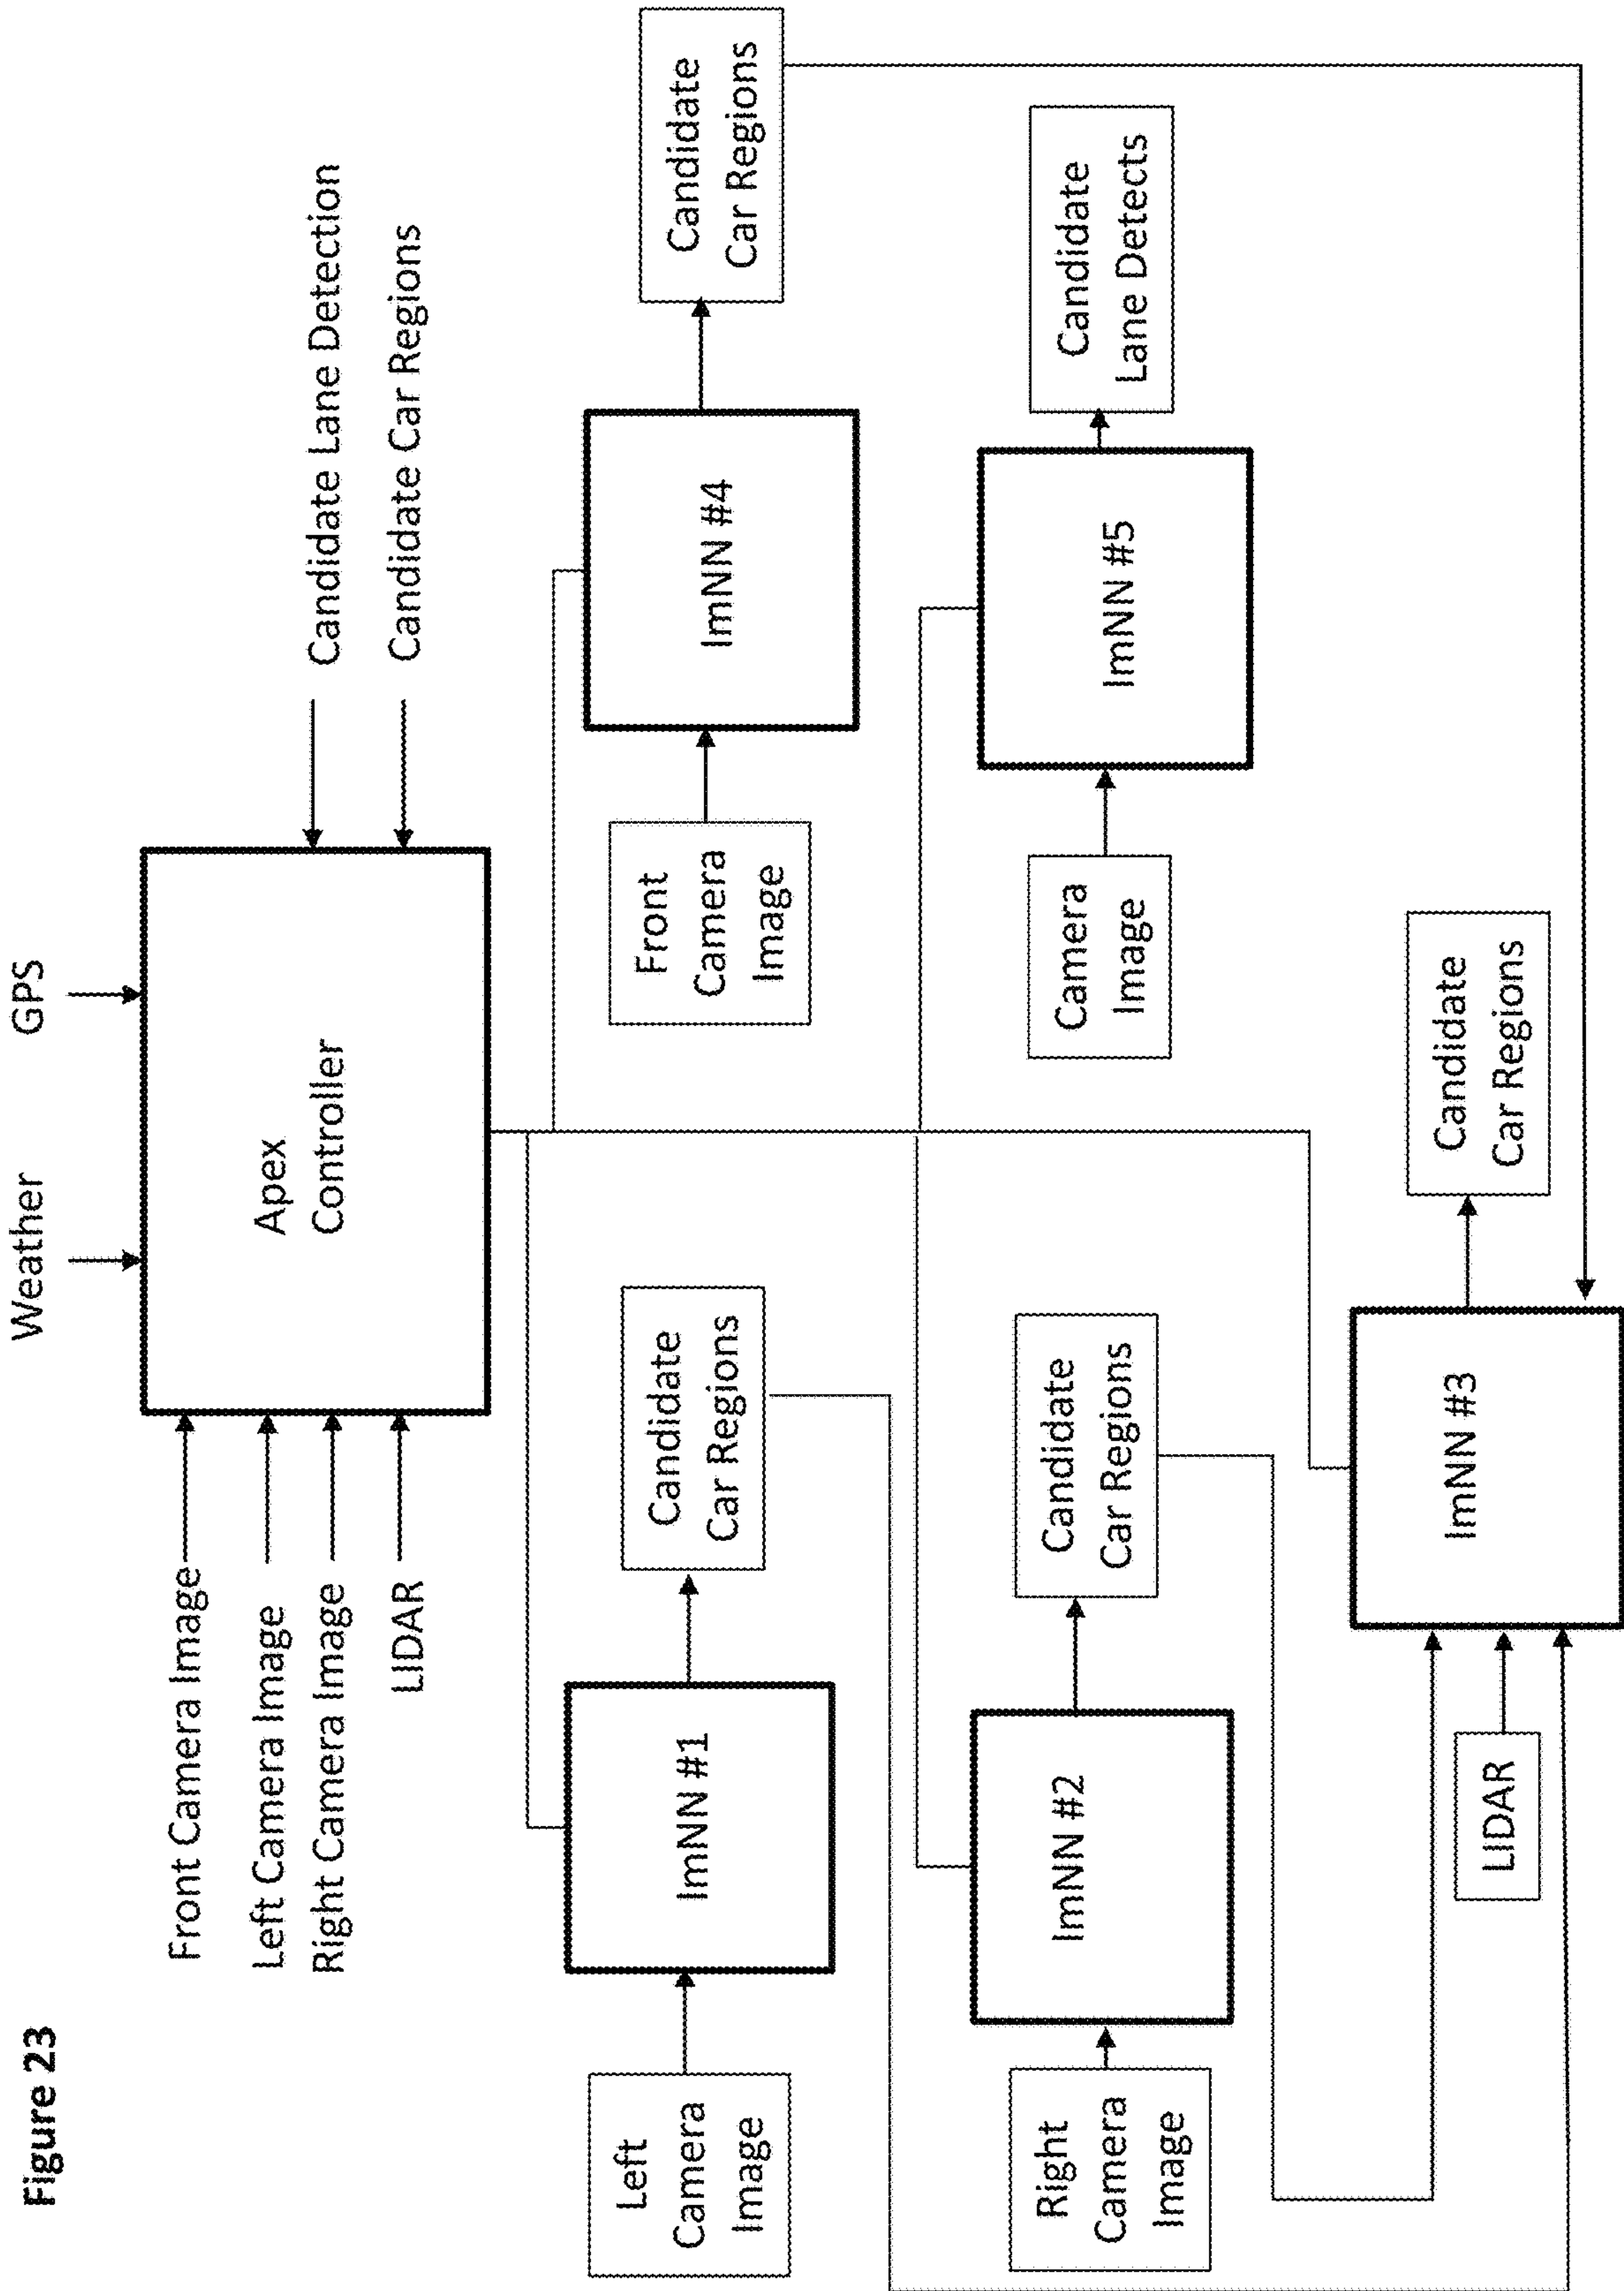 Figure 23
Weather
GPS
Front Camera Image
Left Camera Image
Right Camera Image
LIDAR
Apex
Controller
Candidate Lane Detection
Candidate Car Regions
Left
Camera
Image
ImNN #1
Candidate
Car Regions
Front
Camera
Image
ImNN #4
Candidate
Car Regions
Right
Camera
Image
ImNN #2
Candidate
Car Regions
Camera
Image
ImNN #5
Candidate
Lane Detects
LIDAR
ImNN #3
Candidate
Car Regions